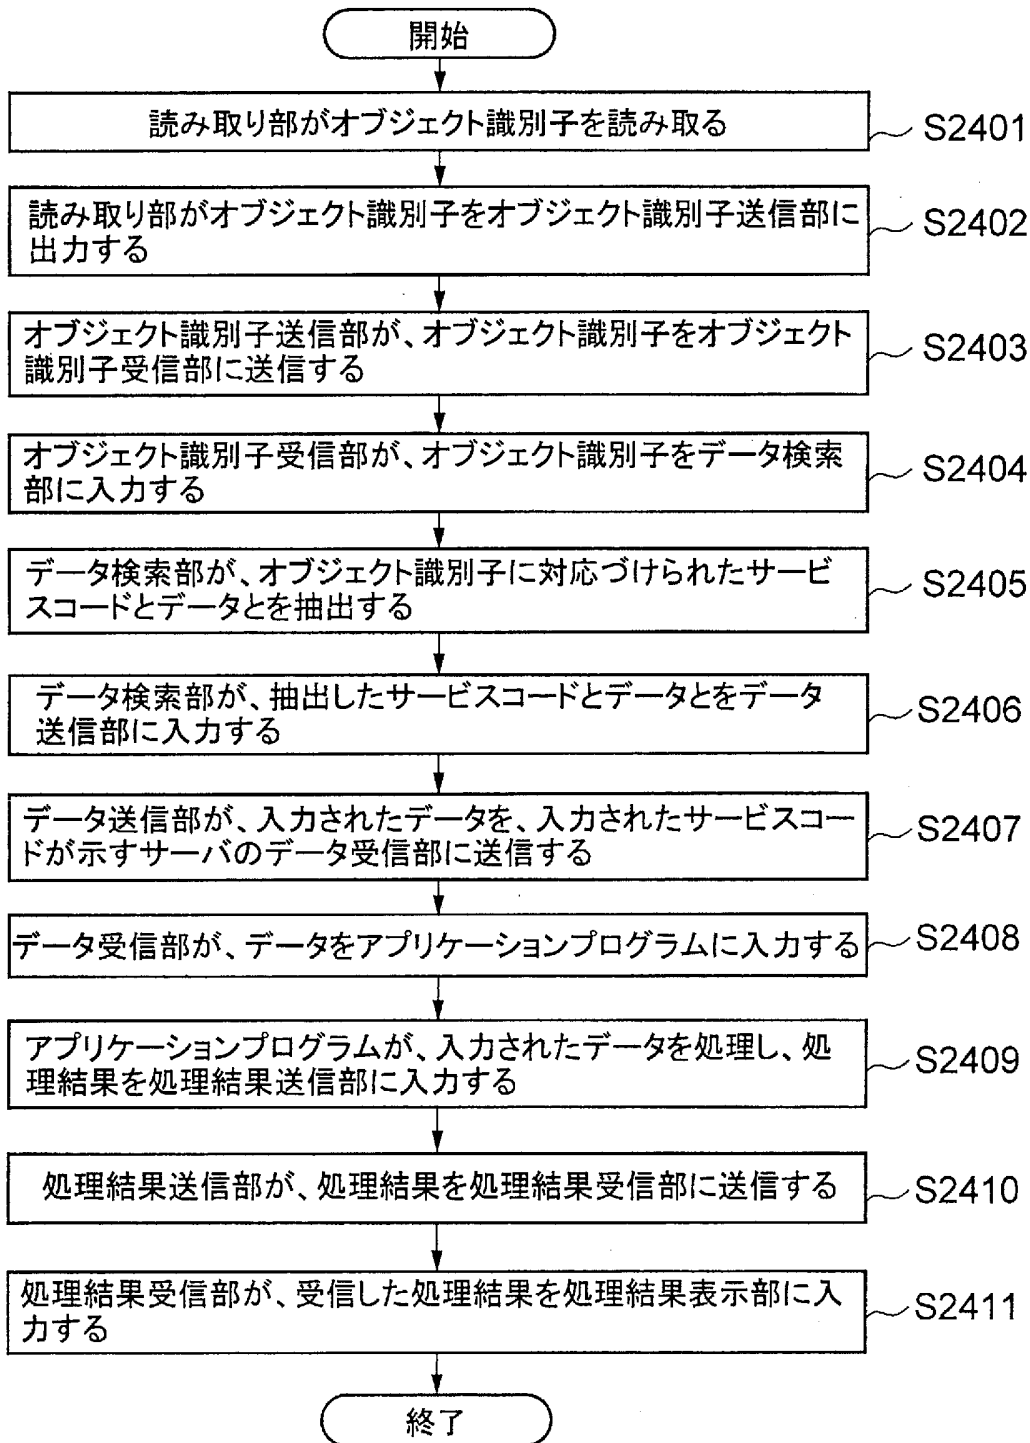 開始
読み取り部がオブジェクト識別子を読み取る
S2401
読み取り部がオブジェクト識別子をオブジェクト識別子送信部に
出力する
S2402
オブジェクト識別子送信部が、オブジェクト識別子をオブジェクト
識別子受信部に送信する
S2403
オブジェクト識別子受信部が、オブジェクト識別子をデータ検索
部に入力する
S2404
データ検索部が、オブジェクト識別子に対応づけられたサービ
スコードとデータとを抽出する
S2405
データ検索部が、抽出したサービスコードとデータとをデータ
送信部に入力する
S2406
データ送信部が、入力されたデータを、入力されたサービスコー
ドが示すサーバのデータ受信部に送信する
S2407
データ受信部が、データをアプリケーションプログラムに入力する
S2408
アプリケーションプログラムが、入力されたデータを処理し、処
理結果を処理結果送信部に入力する
S2409
処理結果送信部が、処理結果を処理結果受信部に送信する
S2410
処理結果受信部が、受信した処理結果を処理結果表示部に入
力する
S2411
終了